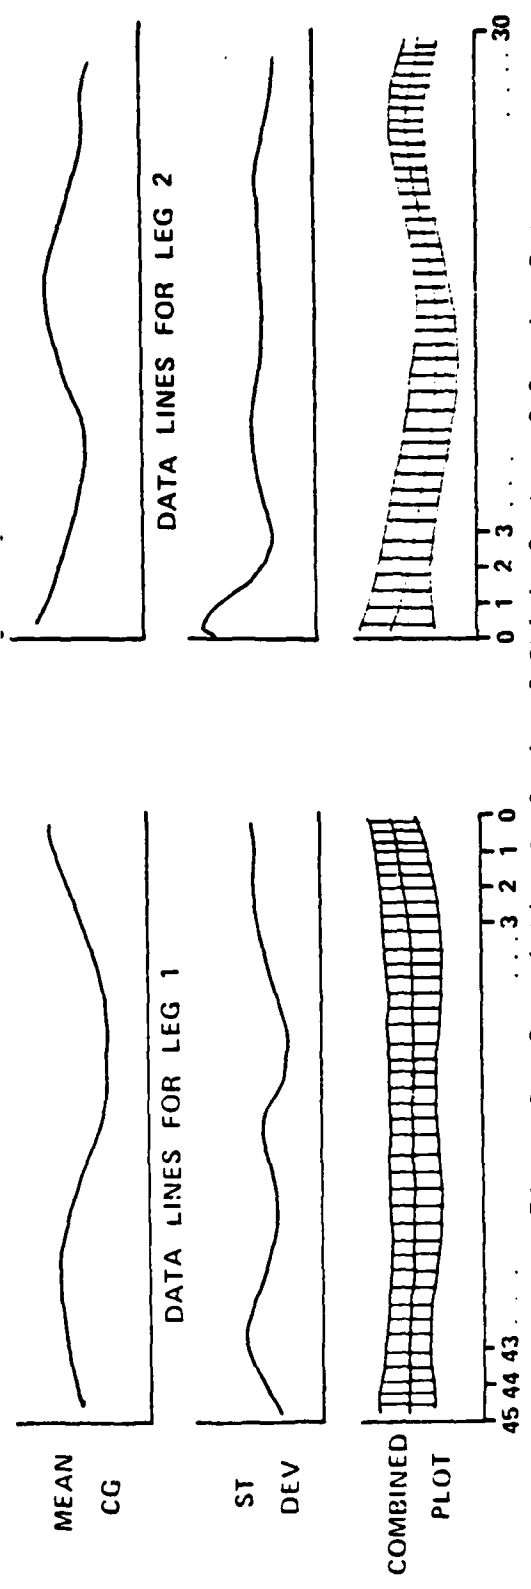 MEAN
CG
DATA LINES FOR LEG 1
DATA LINES FOR LEG 2
ST
DEV
COMBINED
PLOT
45 44 43 . . . . . . . 3 2 1 0
0 1 2 3 . . . . . . . . . 30